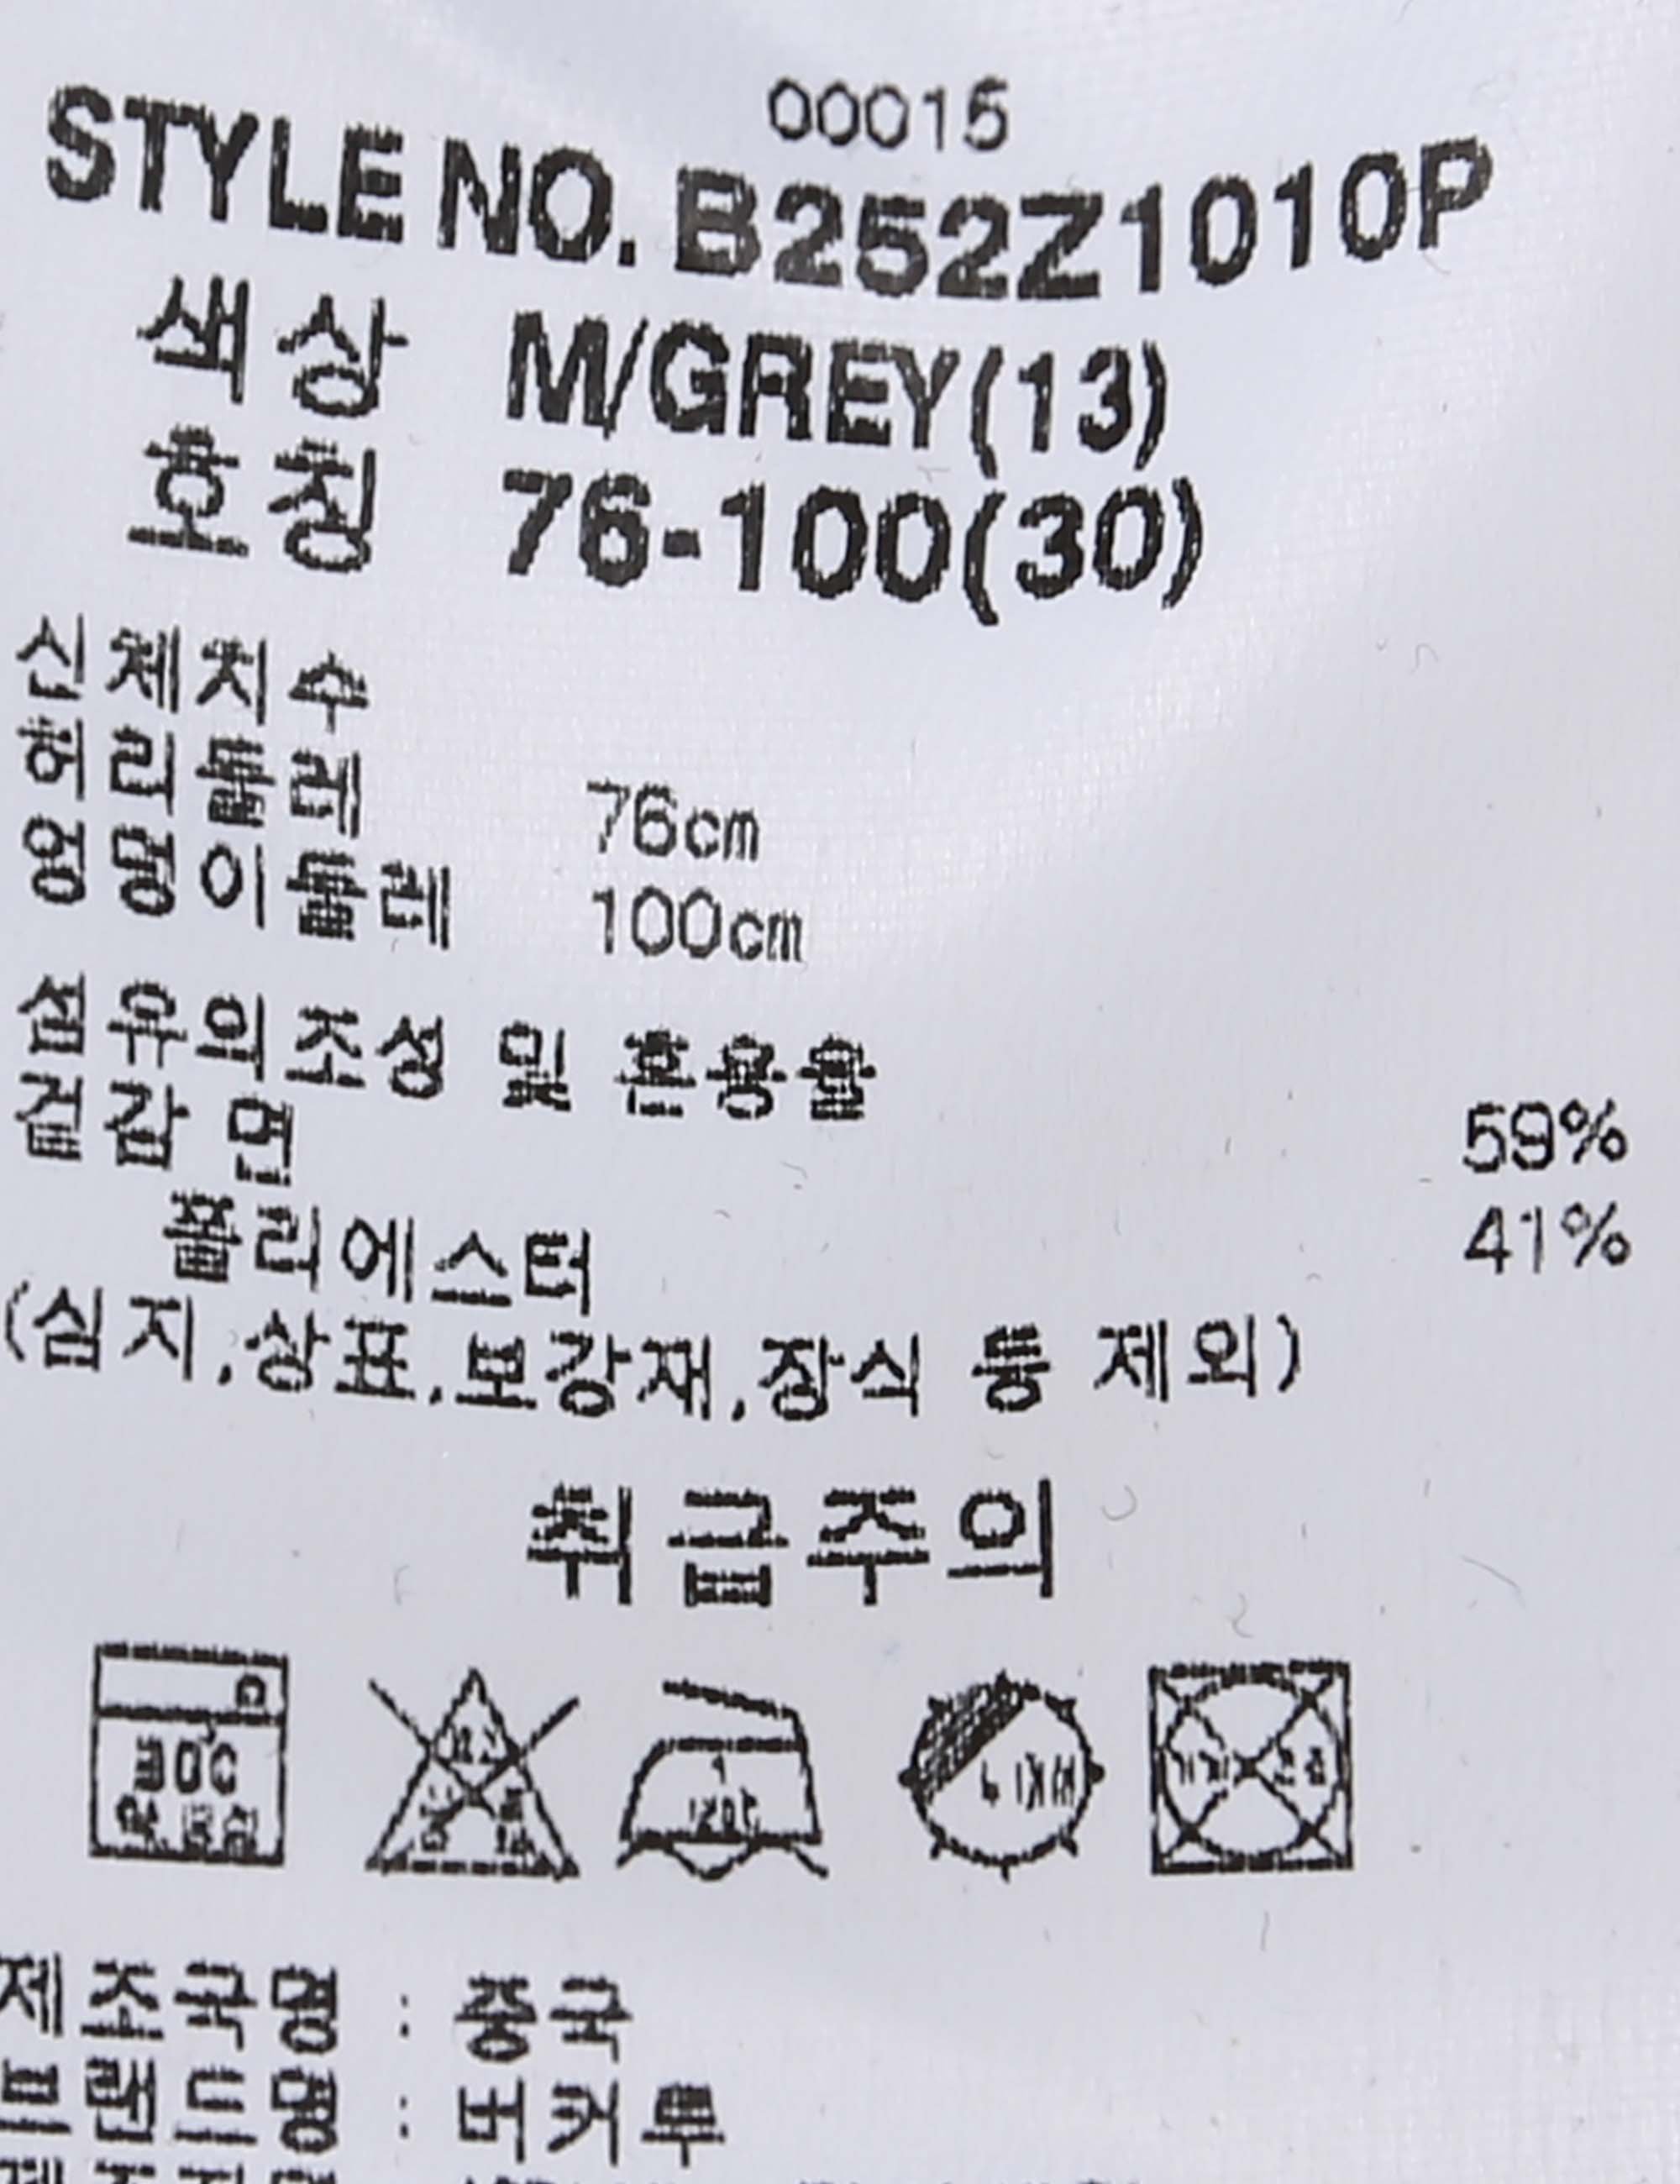 00015
STYLE NO. B252Z1010P
색상 M/GREY(13)
호칭 76-100(30)
신체치수
허리둘레 76cm
엉덩이둘레 100cm
섬유의조성 및 혼용율
겉감 면 59%
폴리에스터 41%
(심지,상표,보강재,장식 등 제외)
취급주의
제조국명 : 중국
브랜드명 : 버커루